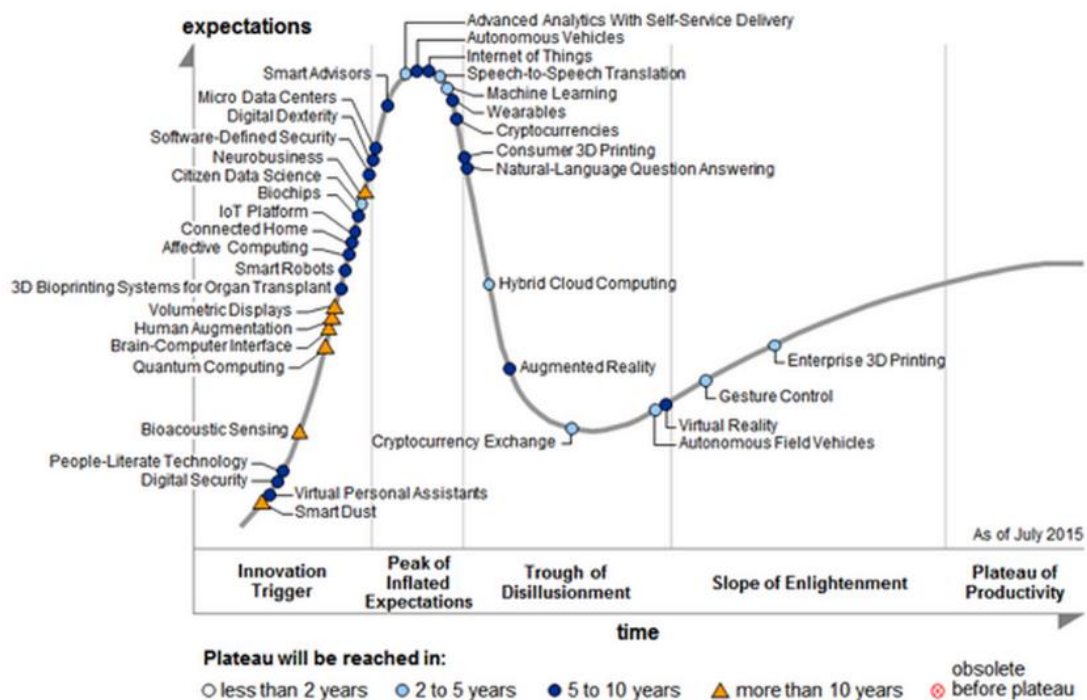 expectations
Advanced Analytics With Self-Service Delivery
Autonomous Vehicles
Internet of Things
Speech-to-Speech Translation
Machine Learning
Wearables
Cryptocurrencies
Consumer 3D Printing
Natural-Language Question Answering
Smart Advisors
Micro Data Centers
Digital Dexterity
Software-Defined Security
Neurobusiness
Citizen Data Science
Biochips
IoT Platform
Connected Home
Affective Computing
Smart Robots
3D Bioprinting Systems for Organ Transplant
Volumetric Displays
Human Augmentation
Brain-Computer Interface
Quantum Computing
Bioacoustic Sensing
People-Literate Technology
Digital Security
Virtual Personal Assistants
Smart Dust
Hybrid Cloud Computing
Augmented Reality
Cryptocurrency Exchange
Enterprise 3D Printing
Gesture Control
Virtual Reality
Autonomous Field Vehicles
As of July 2015
Innovation
Trigger
Peak of
Inflated
Expectations
Trough of
Disillusionment
Slope of Enlightenment
Plateau of
Productivity
time
Plateau will be reached in:
less than 2 years
2 to 5 years
5 to 10 years
more than 10 years
obsolete
before plateau